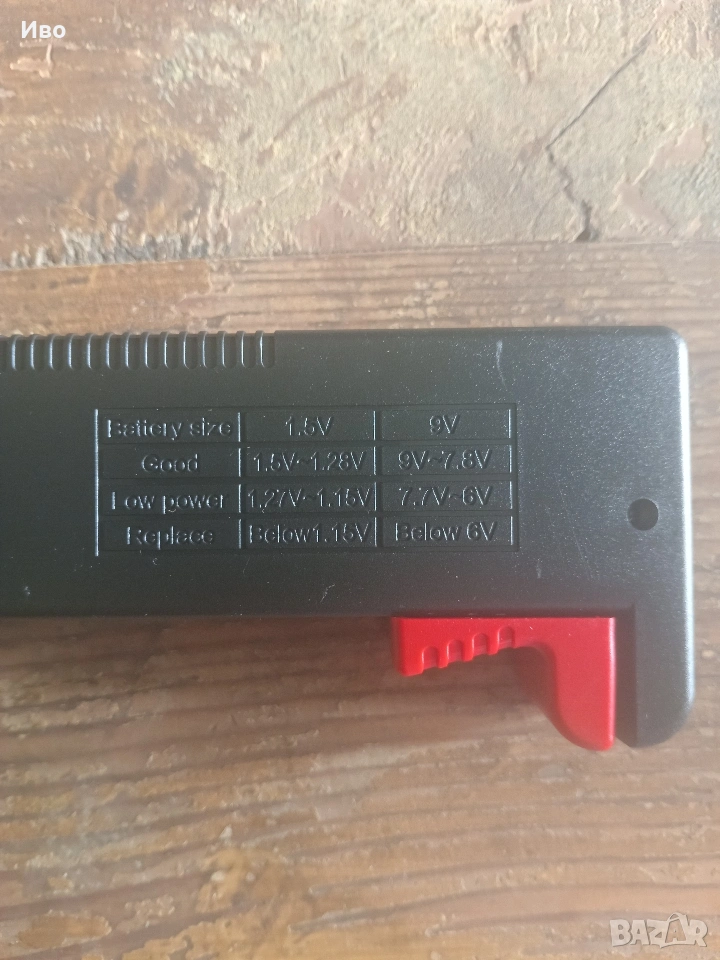 Иво
Battery size 1.5V 9V
Good 1.5V~1.28V 9V~7.8V
Low power 1.27V~1.15V 7.7V~6V
Replace Below1.15V Below 6V
BAZAR